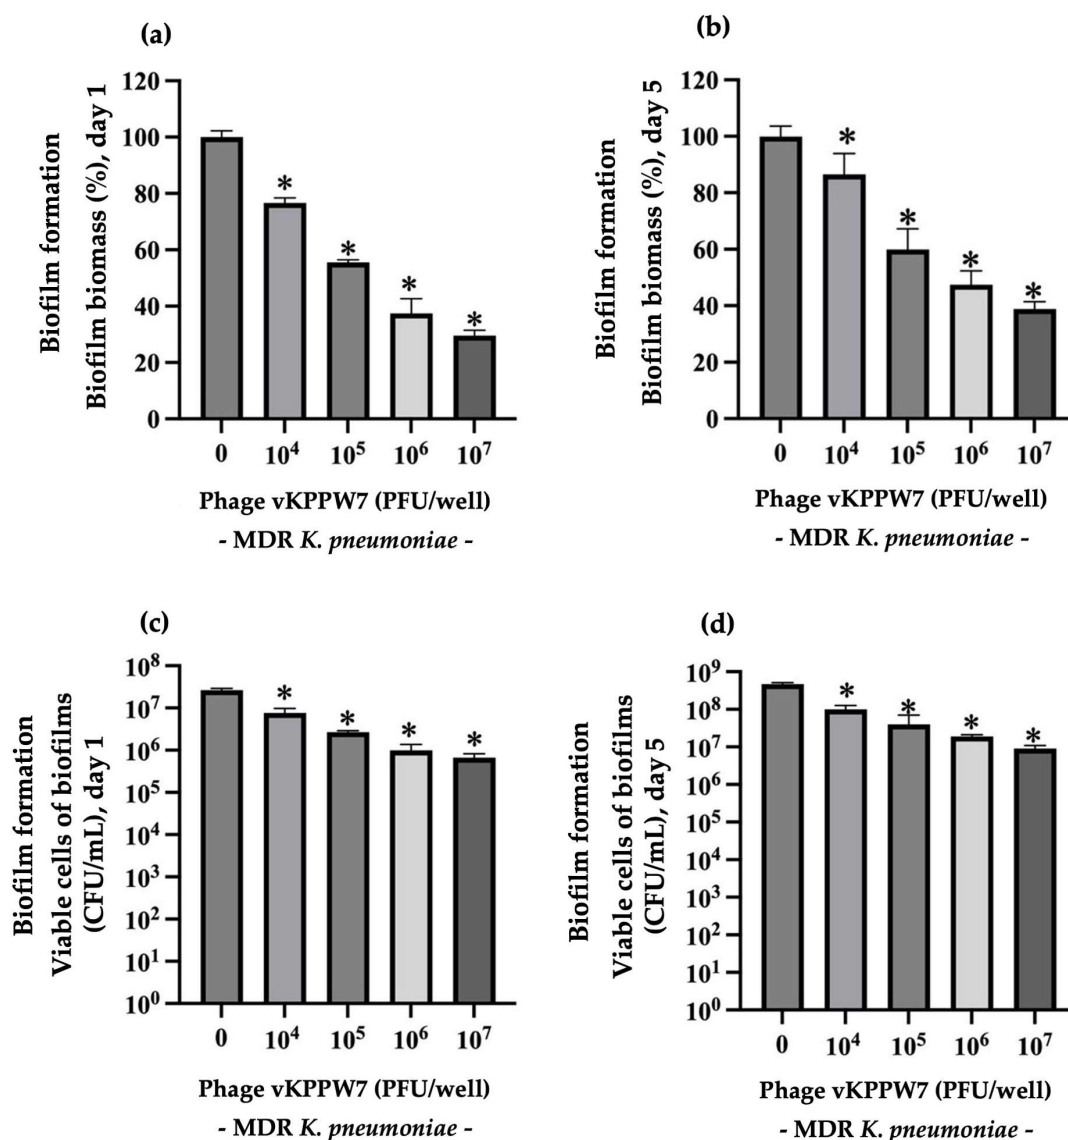 (a)
Biofilm formation
Biofilm biomass (%), day 1
120
100
80
60
40
20
0
*
*
*
*
0 10⁴ 10⁵ 10⁶ 10⁷
Phage vKPPW7 (PFU/well)
- MDR K. pneumoniae -
(b)
Biofilm formation
Biofilm biomass (%), day 5
120
100
80
60
40
20
0
*
*
*
*
0 10⁴ 10⁵ 10⁶ 10⁷
Phage vKPPW7 (PFU/well)
- MDR K. pneumoniae -
(c)
Biofilm formation
Viable cells of biofilms
(CFU/mL), day 1
10⁸
10⁷
10⁶
10⁵
10⁴
10³
10²
10¹
10⁰
*
*
*
*
0 10⁴ 10⁵ 10⁶ 10⁷
Phage vKPPW7 (PFU/well)
- MDR K. pneumoniae -
(d)
Biofilm formation
Viable cells of biofilms
(CFU/mL), day 5
10⁹
10⁸
10⁷
10⁶
10⁵
10⁴
10³
10²
10¹
10⁰
*
*
*
*
0 10⁴ 10⁵ 10⁶ 10⁷
Phage vKPPW7 (PFU/well)
- MDR K. pneumoniae -